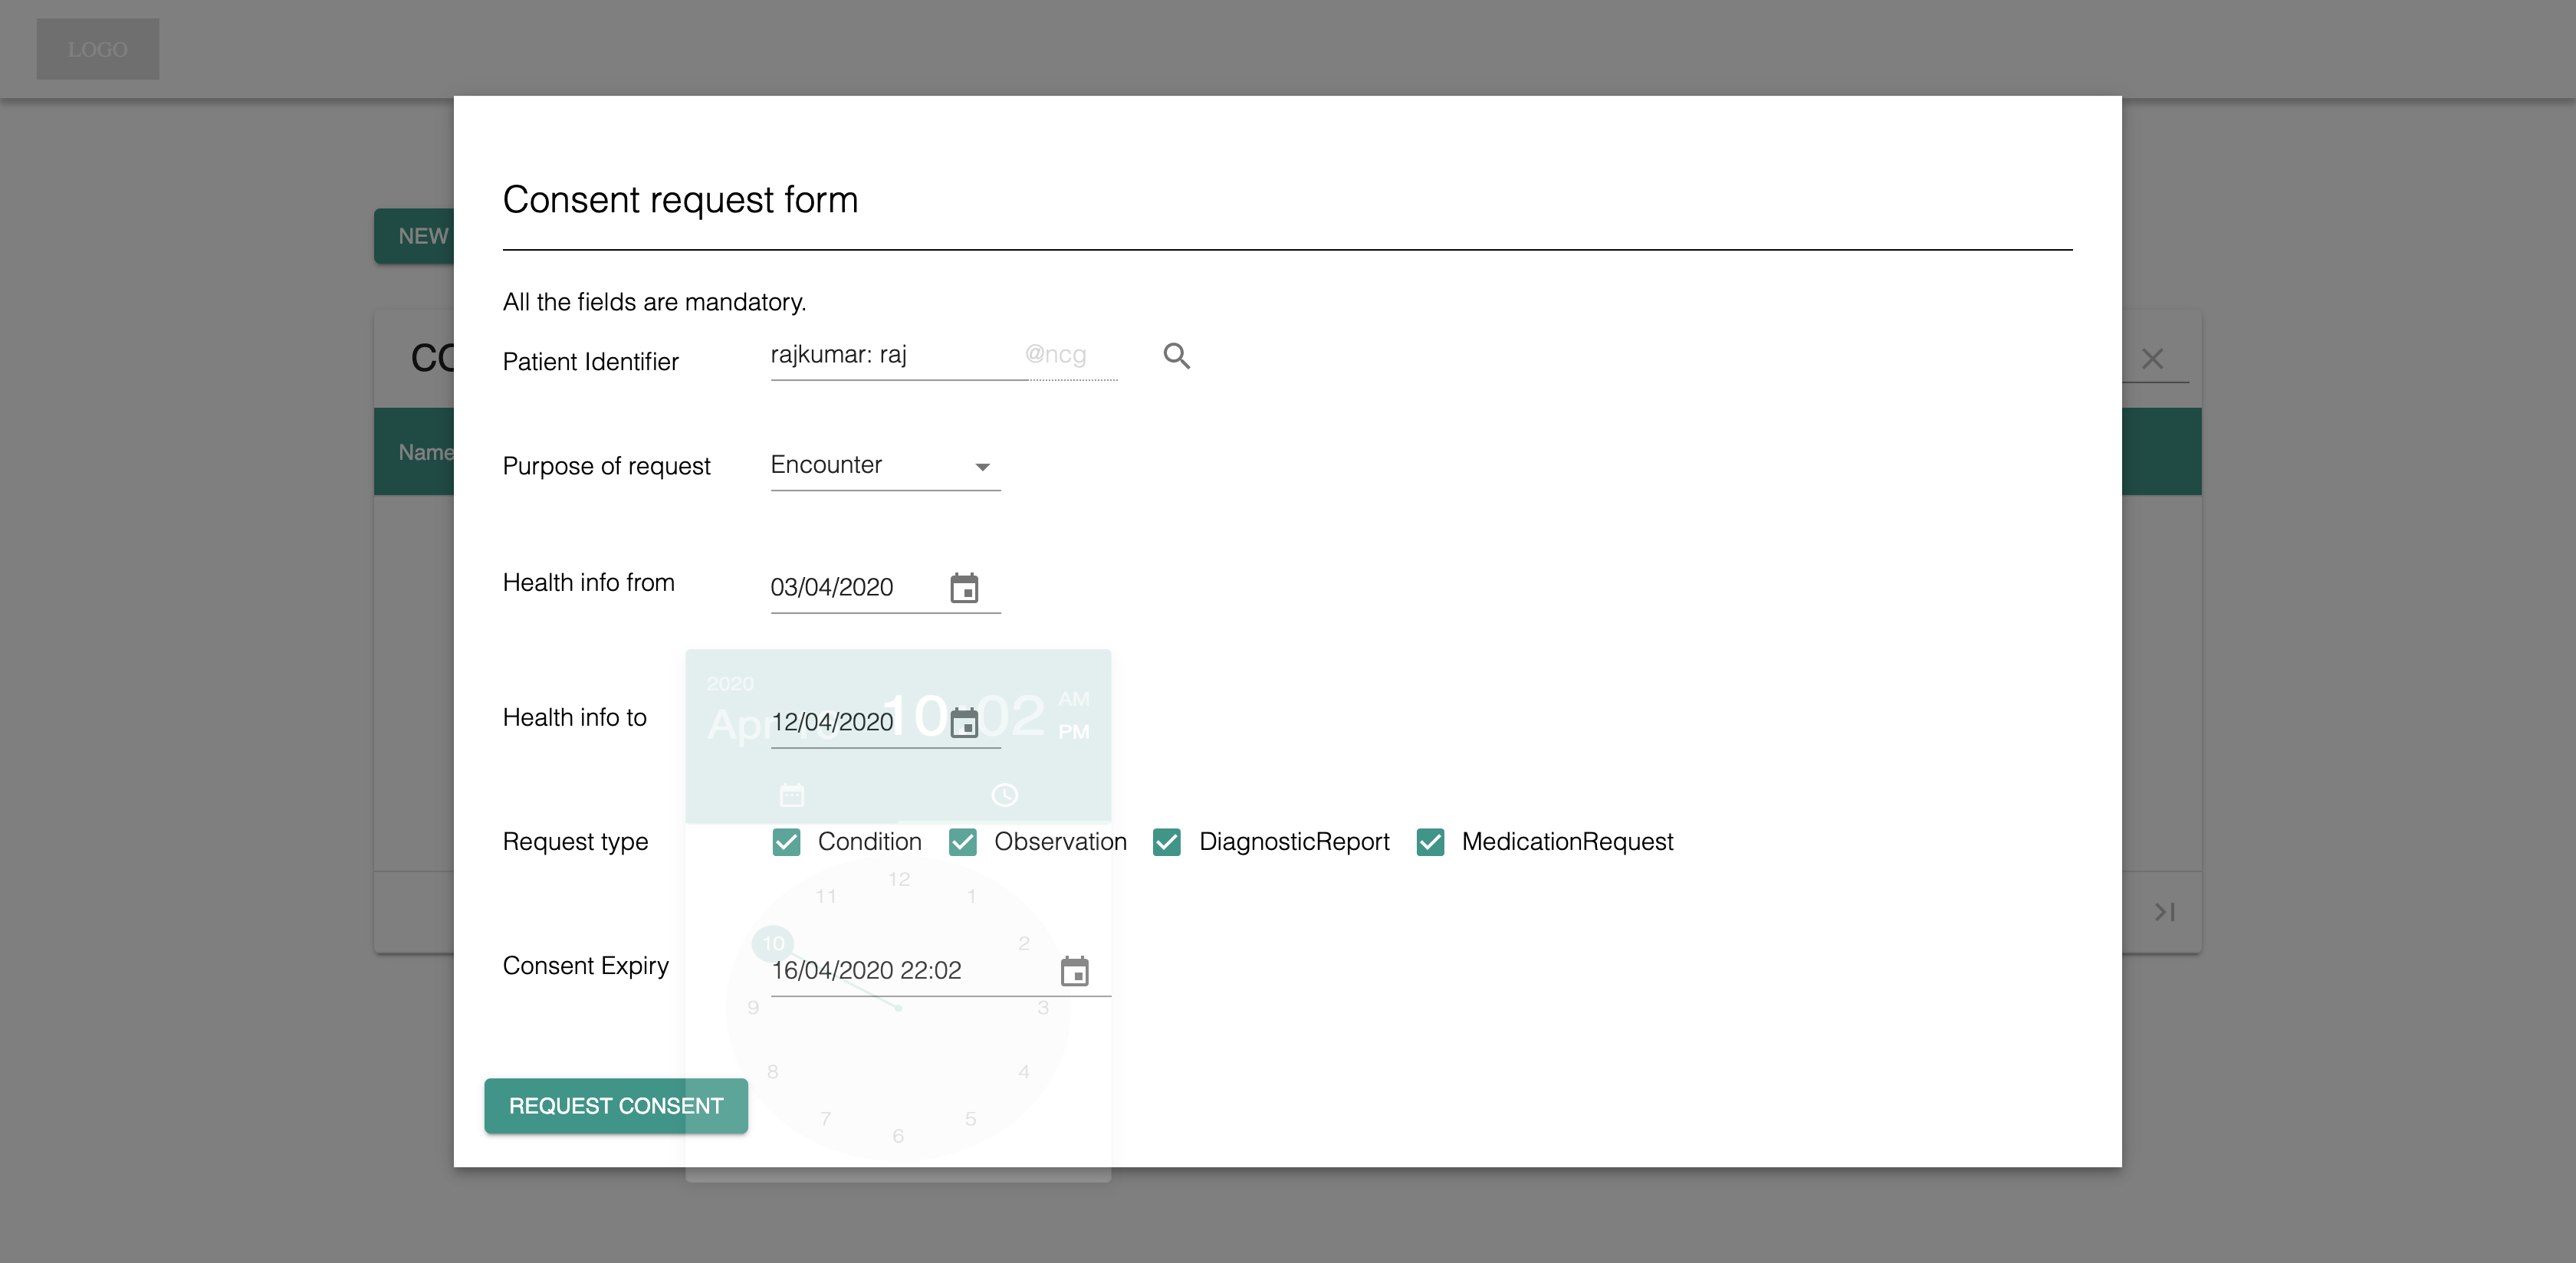 LOGO
NEW
CO
Name
Consent request form
All the fields are mandatory.
Patient Identifier rajkumar: raj @ncg
Purpose of request Encounter
Health info from 03/04/2020
2020
Apr 10:02 AM
PM
Health info to 12/04/2020
Request type Condition Observation DiagnosticReport MedicationRequest
12
11 1
10 2
Consent Expiry 16/04/2020 22:02
9 3
8 4
7 5
6
REQUEST CONSENT